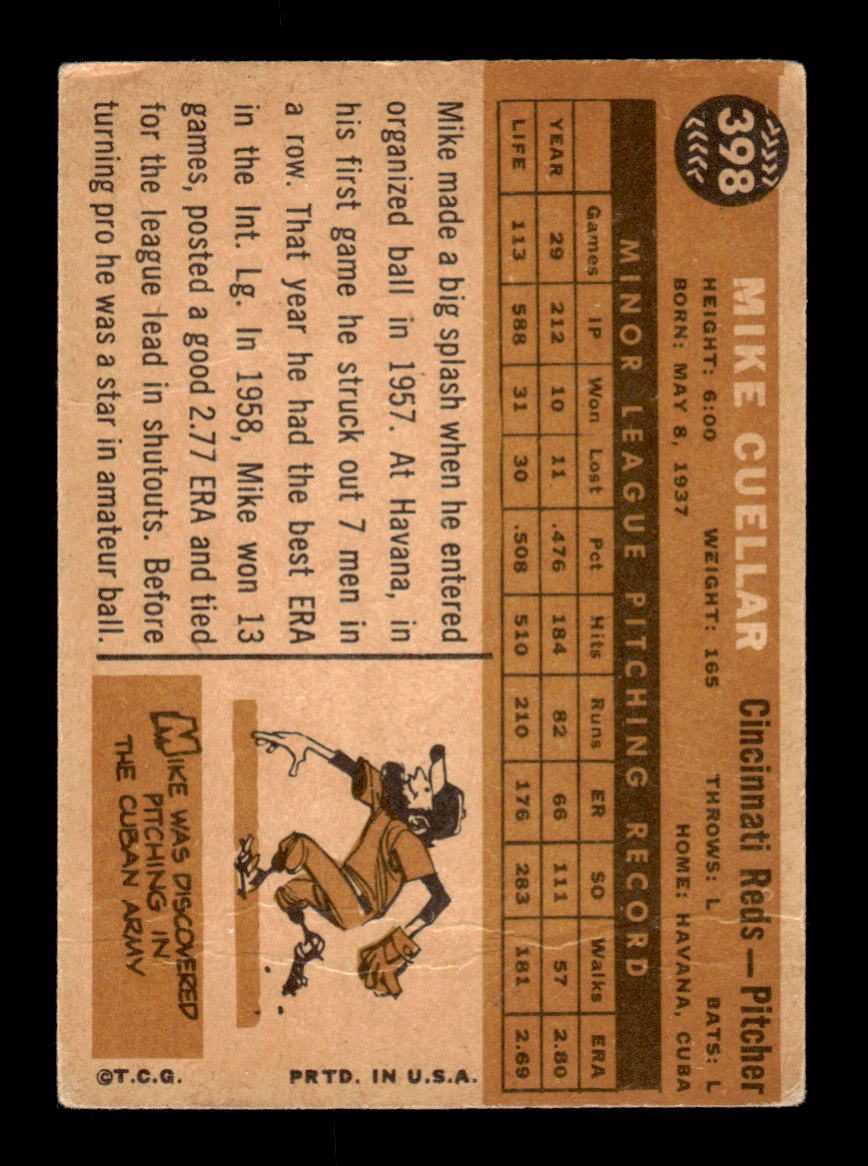 398
MIKE CUELLAR Cincinnati Reds—Pitcher
HEIGHT: 6:00 WEIGHT: 165 THROWS: L BATS: L
BORN: MAY 8, 1937 HOME: HAVANA, CUBA
MINOR LEAGUE PITCHING RECORD
Games IP Won Lost Pct Hits Runs ER SO Walks ERA
YEAR 29 212 10 11 .476 184 82 66 111 57 2.80
LIFE 113 588 31 30 .508 510 210 176 283 181 2.69
Mike made a big splash when he entered
organized ball in 1957. At Havana, in
his first game he struck out 7 men in
a row. That year he had the best ERA
in the Int. Lg. In 1958, Mike won 13
games, posted a good 2.77 ERA and tied
for the league lead in shutouts. Before
turning pro he was a star in amateur ball.
MIKE WAS DISCOVERED
PITCHING IN
THE CUBAN ARMY
©T.C.G. PRTD. IN U.S.A.